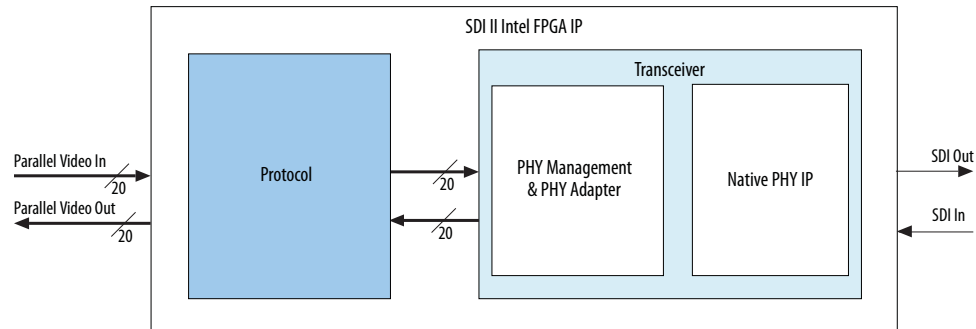 SDI II Intel FPGA IP
Transceiver
Parallel Video In
20
Parallel Video Out
20
Protocol
20
20
PHY Management
& PHY Adapter
Native PHY IP
SDI Out
SDI In